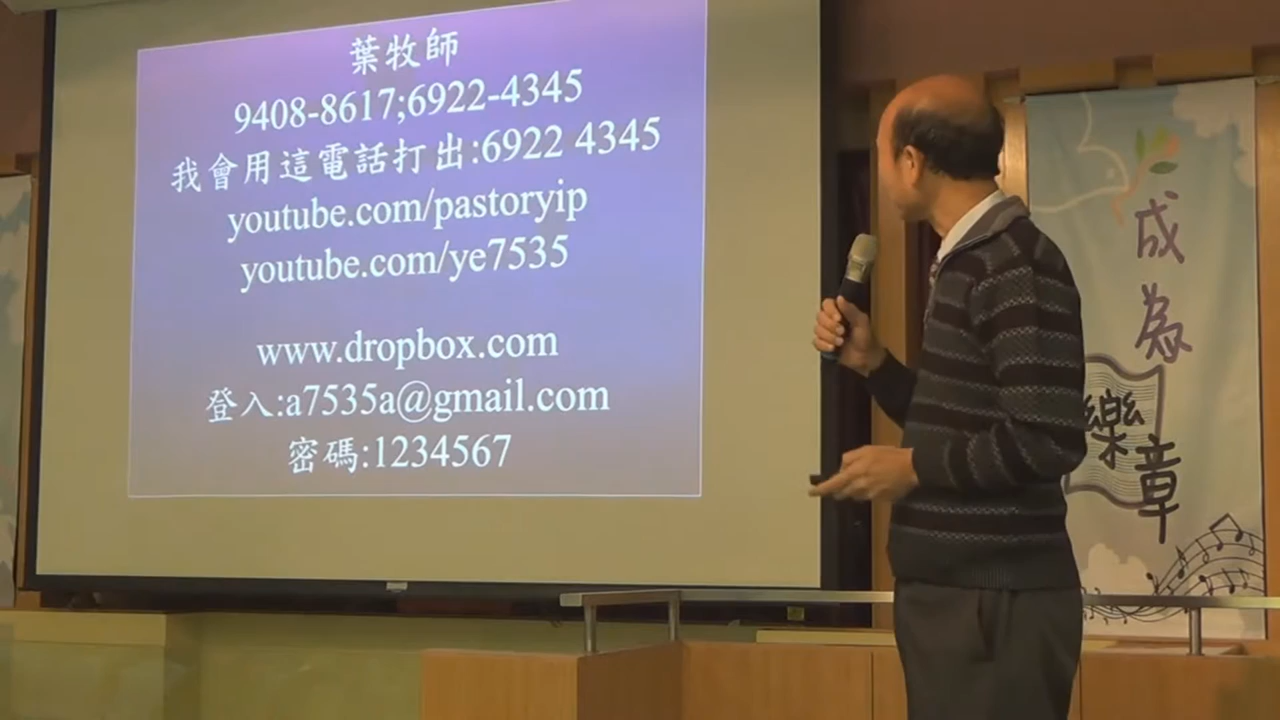 葉牧師
9408-8617;6922-4345
我會用這電話打出:6922 4345
youtube.com/pastoryip
youtube.com/ye7535
www.dropbox.com
登入:a7535a@gmail.com
密碼:1234567
成為
樂章